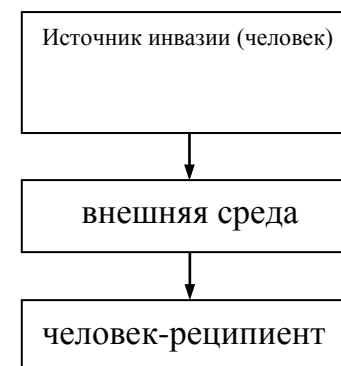 Источник инвазии (человек)
внешняя среда
человек-реципиент